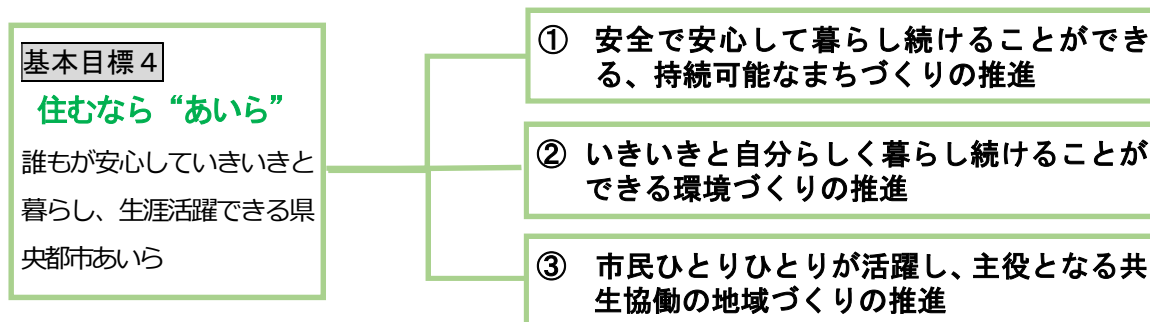 基本目標４
住むなら“あいら”
誰もが安心していきいきと
暮らし、生涯活躍できる県
央都市あいら
① 安全で安心して暮らし続けることができ
る、持続可能なまちづくりの推進
② いきいきと自分らしく暮らし続けることが
できる環境づくりの推進
③ 市民ひとりひとりが活躍し、主役となる共
生協働の地域づくりの推進